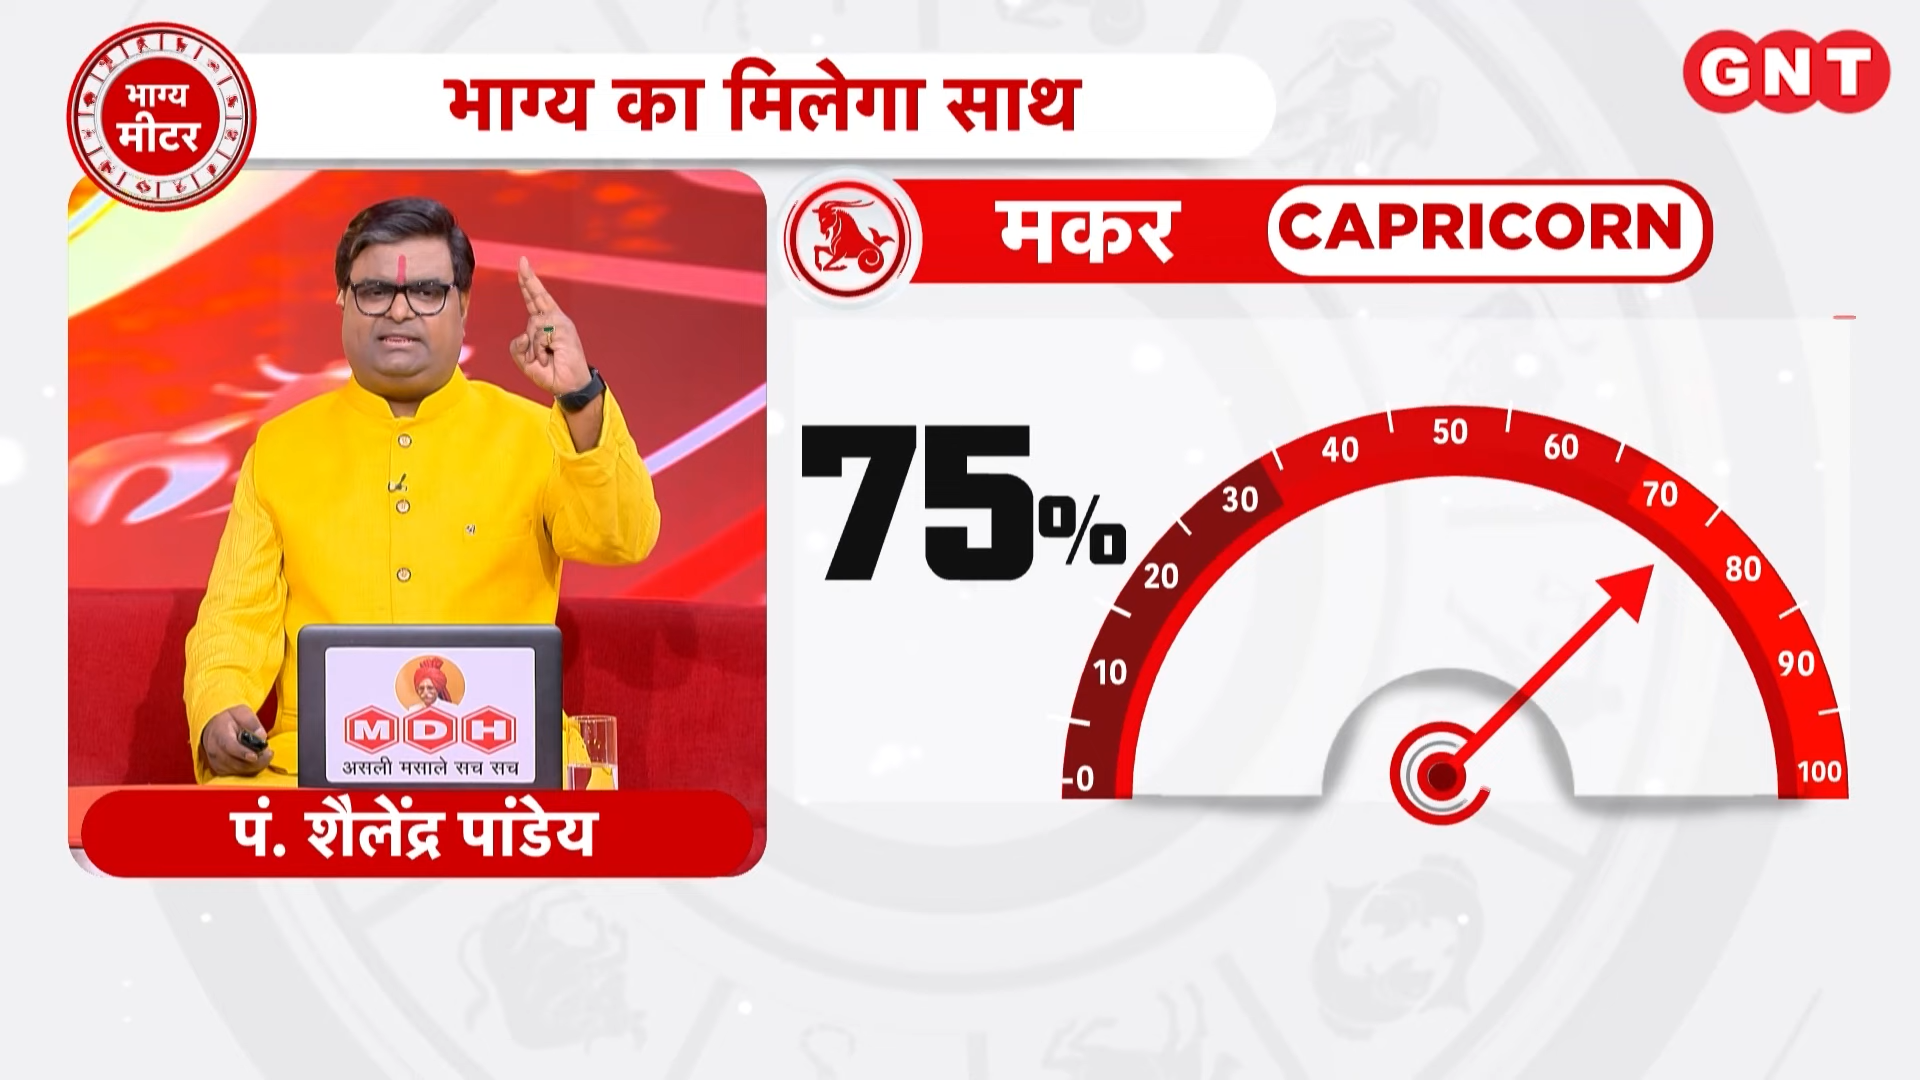 भाग्य
मीटर
भाग्य का मिलेगा साथ
GNT
मकर
CAPRICORN
75%
0
10
20
30
40
50
60
70
80
90
100
MDH
असली मसाले सच सच
पं. शैलेंद्र पांडेय